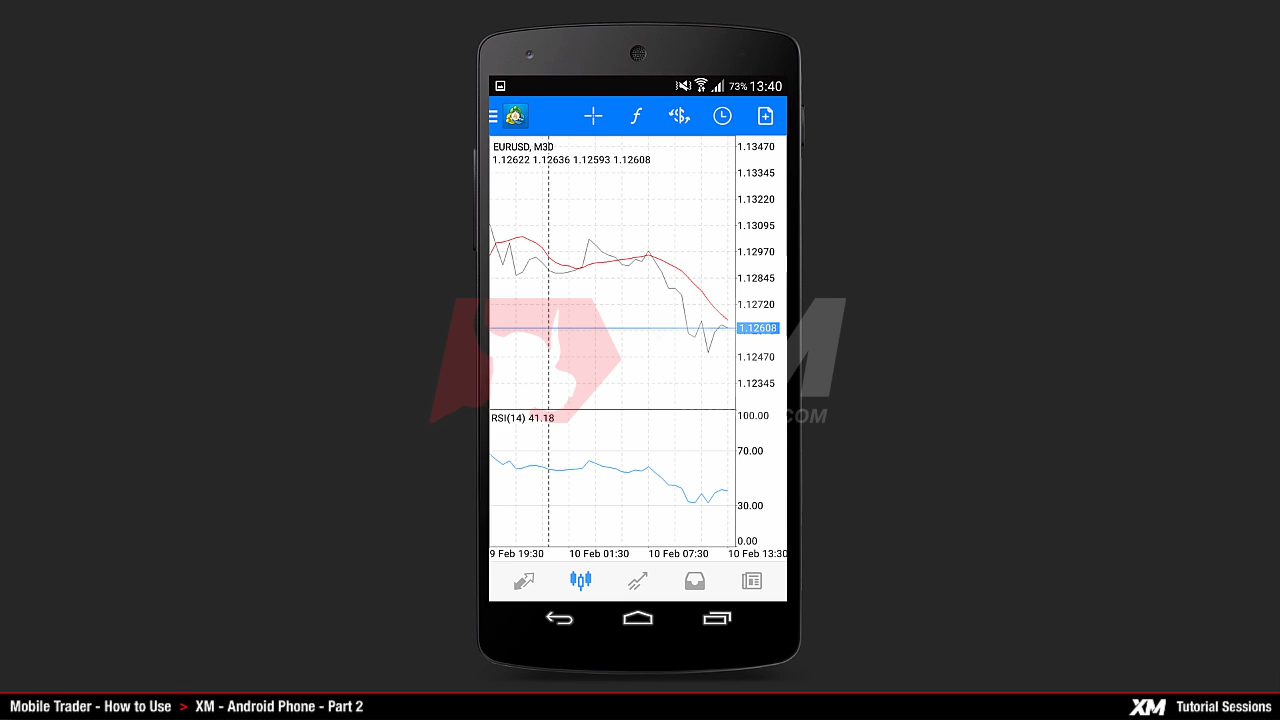 73% 13:40
EURUSD, M30
1.12622 1.12636 1.12593 1.12608
1.13470
1.13345
1.13220
1.13095
1.12970
1.12845
1.12720
1.12608
1.12470
1.12345
M
.COM
RSI(14) 41.18
100.00
70.00
30.00
0.00
9 Feb 19:30 10 Feb 01:30 10 Feb 07:30 10 Feb 13:30
Mobile Trader - How to Use > XM - Android Phone - Part 2
XM Tutorial Sessions